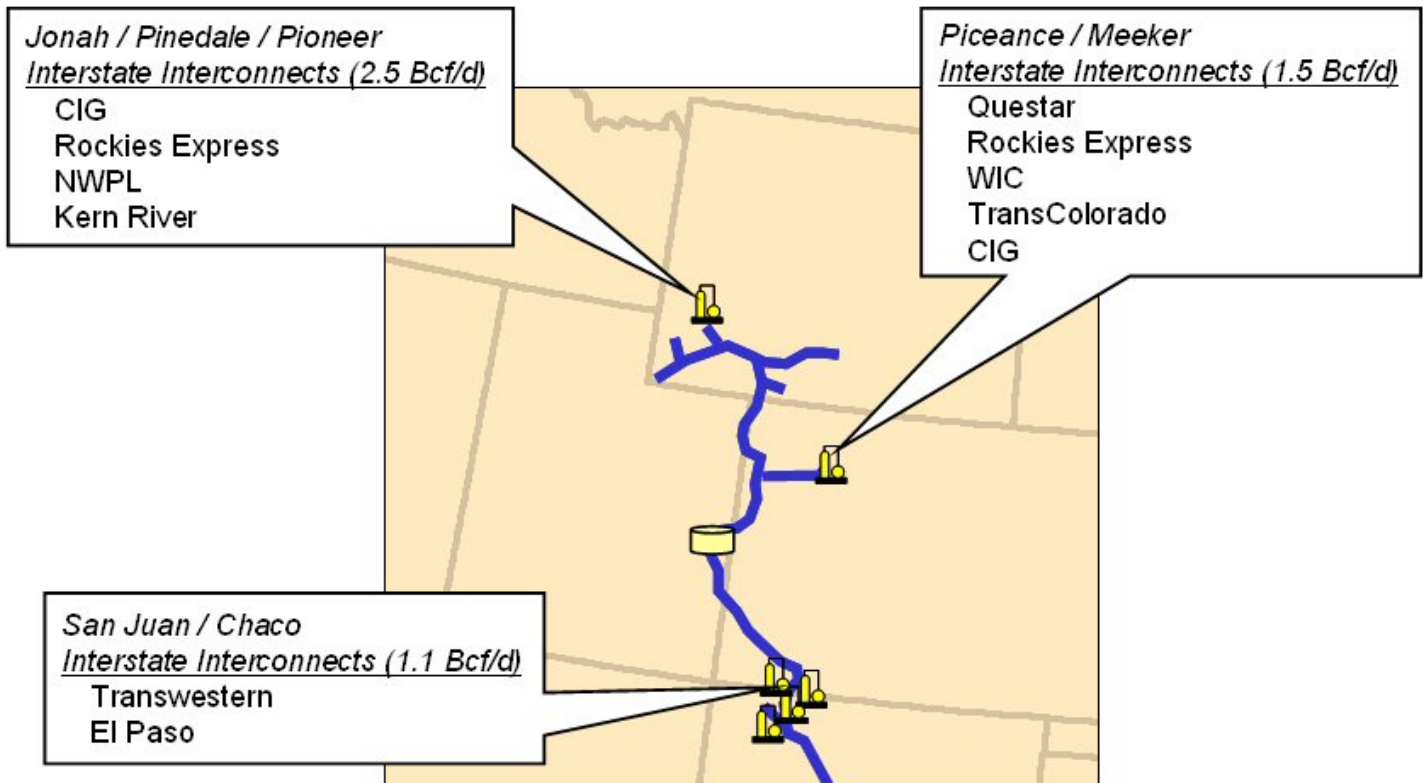 Jonah / Pinedale / Pioneer
Interstate Interconnects (2.5 Bcf/d)
CIG
Rockies Express
NWPL
Kern River
Piceance / Meeker
Interstate Interconnects (1.5 Bcf/d)
Questar
Rockies Express
WIC
TransColorado
CIG
San Juan / Chaco
Interstate Interconnects (1.1 Bcf/d)
Transwestern
El Paso